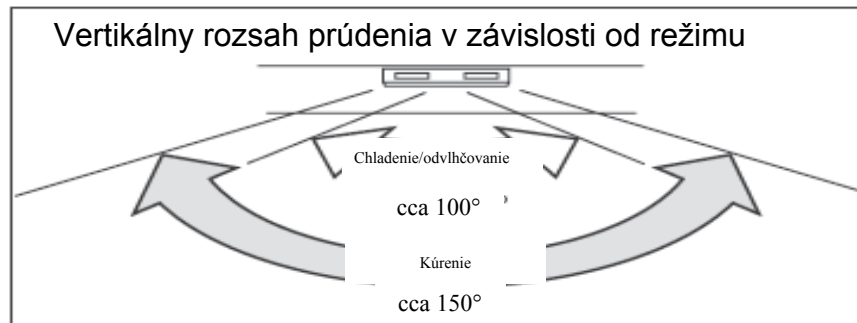 Vertikálny rozsah prúdenia v závislosti od režimu
Chladenie/odvlhčovanie
cca 100°
Kúrenie
cca 150°